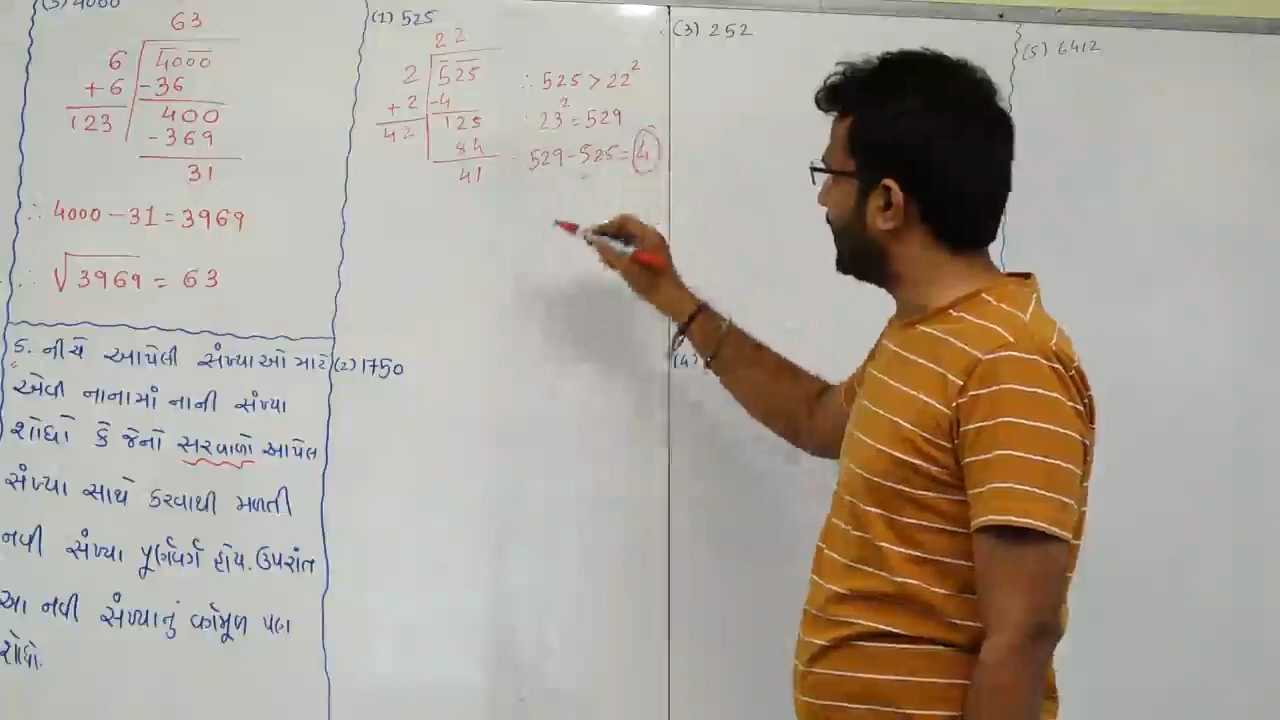 (5) 4000
63
6 4000
+6 -36
123 400
-369
31
∴ 4000-31=3969
∴ √3969 = 63
5. નીચે આપેલી સંખ્યાઓ માટે
એવી નાનામાં નાની સંખ્યા
શોધો કે જેનો સરવાળો આપેલ
સંખ્યા સાથે કરવાથી મળતી
નવી સંખ્યા પૂર્ણવર્ગ હોય. ઉપરાંત
આ નવી સંખ્યાનું વર્ગમૂળ પણ
શોધો.
(1) 525
22
2 525
+2 -4
42 125
84
41
∴ 525 > 22²
23² = 529
529-525=4
(2) 1750
(3) 252
(4)
(5) 6412